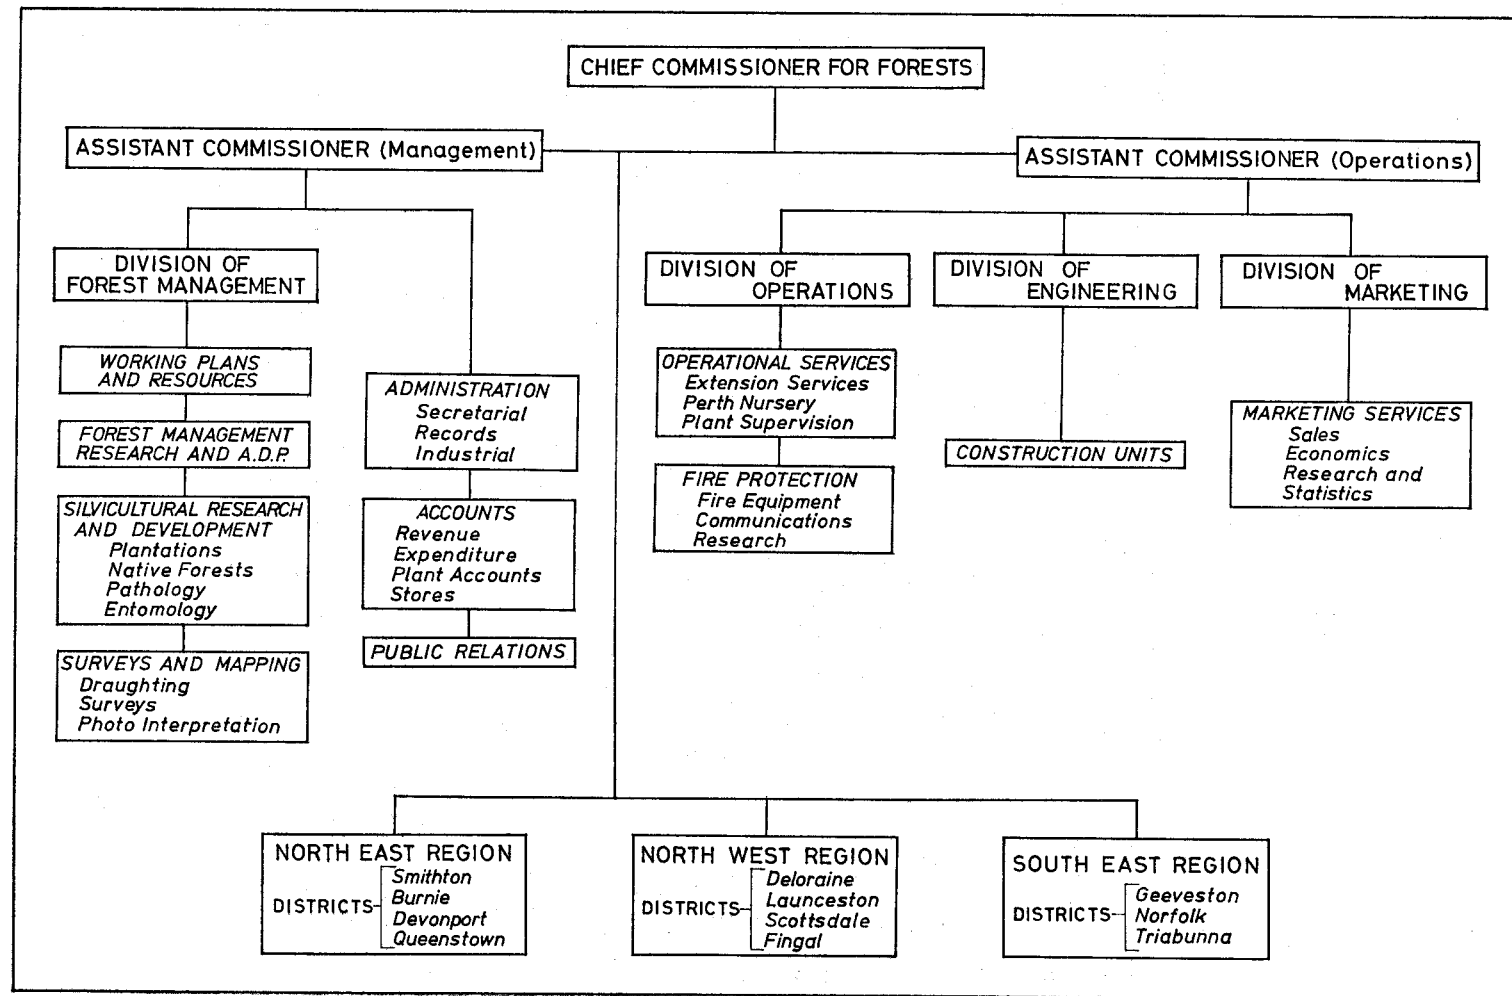 CHIEF COMMISSIONER FOR FORESTS
ASSISTANT COMMISSIONER (Management)
ASSISTANT COMMISSIONER (Operations)
DIVISION OF
FOREST MANAGEMENT
WORKING PLANS
AND RESOURCES
FOREST MANAGEMENT
RESEARCH AND A.D.P.
SILVICULTURAL RESEARCH
AND DEVELOPMENT
Plantations
Native Forests
Pathology
Entomology
SURVEYS AND MAPPING
Draughting
Surveys
Photo Interpretation
ADMINISTRATION
Secretarial
Records
Industrial
ACCOUNTS
Revenue
Expenditure
Plant Accounts
Stores
PUBLIC RELATIONS
DIVISION OF
OPERATIONS
OPERATIONAL SERVICES
Extension Services
Perth Nursery
Plant Supervision
FIRE PROTECTION
Fire Equipment
Communications
Research
DIVISION OF
ENGINEERING
CONSTRUCTION UNITS
DIVISION OF
MARKETING
MARKETING SERVICES
Sales
Economics
Research and
Statistics
NORTH EAST REGION
DISTRICTS
Smithton
Burnie
Devonport
Queenstown
NORTH WEST REGION
DISTRICTS
Deloraine
Launceston
Scottsdale
Fingal
SOUTH EAST REGION
DISTRICTS
Geeveston
Norfolk
Triabunna